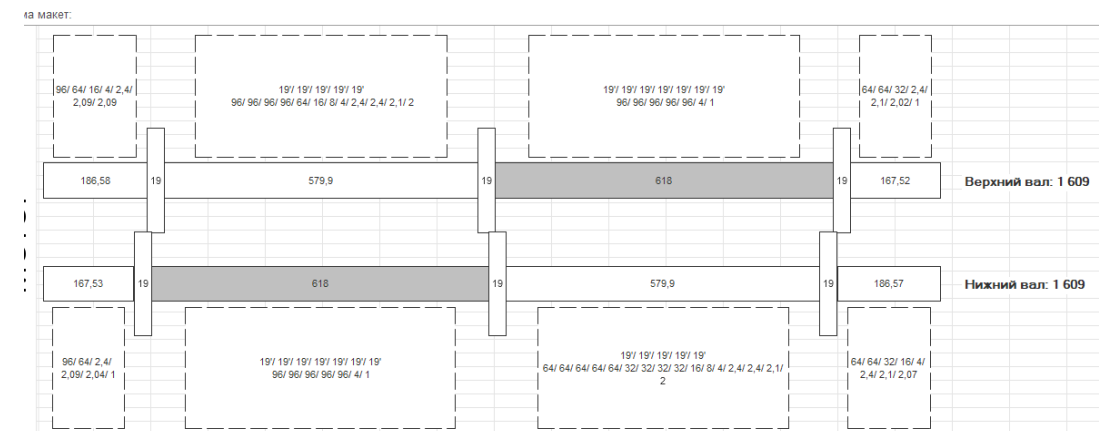 ма макет:
96/ 64/ 16/ 4/ 2,4/
2,09/ 2,09
19'/ 19'/ 19'/ 19'/ 19'
96/ 96/ 96/ 96/ 64/ 16/ 8/ 4/ 2,4/ 2,4/ 2,1/ 2
19'/ 19'/ 19'/ 19'/ 19'/ 19'/ 19'
96/ 96/ 96/ 96/ 96/ 4/ 1
64/ 64/ 32/ 2,4/
2,1/ 2,02/ 1
186,58
19
579,9
19
618
19
167,52
Верхний вал: 1 609
167,53
19
618
19
579,9
19
186,57
Нижний вал: 1 609
96/ 64/ 2,4/
2,09/ 2,04/ 1
19'/ 19'/ 19'/ 19'/ 19'/ 19'/ 19'
96/ 96/ 96/ 96/ 96/ 4/ 1
19'/ 19'/ 19'/ 19'/ 19'
64/ 64/ 64/ 64/ 64/ 32/ 32/ 32/ 32/ 16/ 8/ 4/ 2,4/ 2,4/ 2,1/
2
64/ 64/ 32/ 16/ 4/
2,4/ 2,1/ 2,07